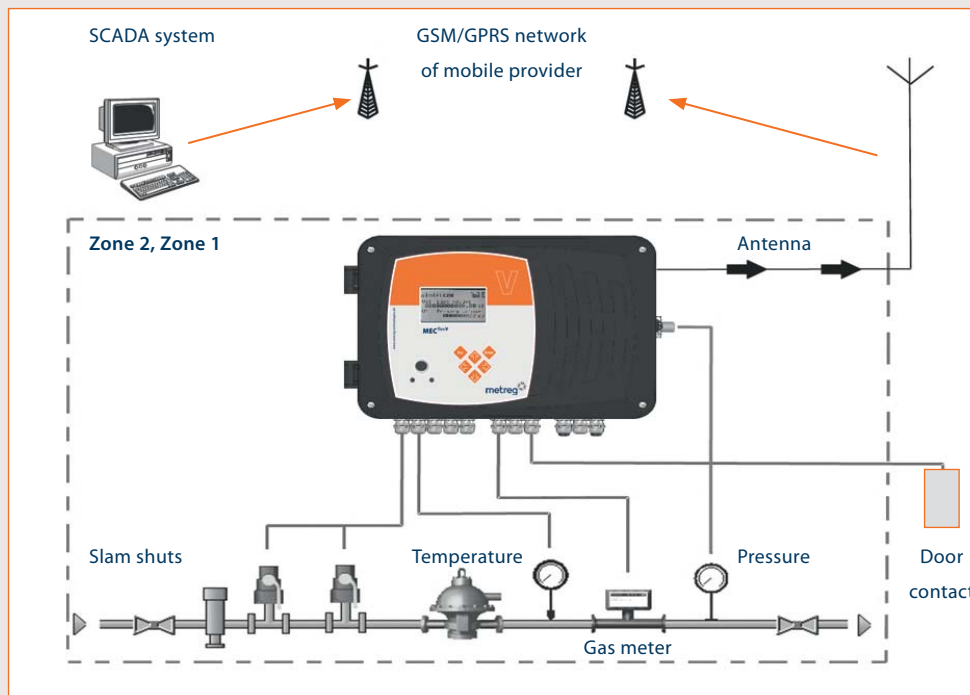 SCADA system
GSM/GPRS network
of mobile provider
Zone 2, Zone 1
Antenna
V
MEC
metreg
Slam shuts
Temperature
Pressure
Door
contact
Gas meter